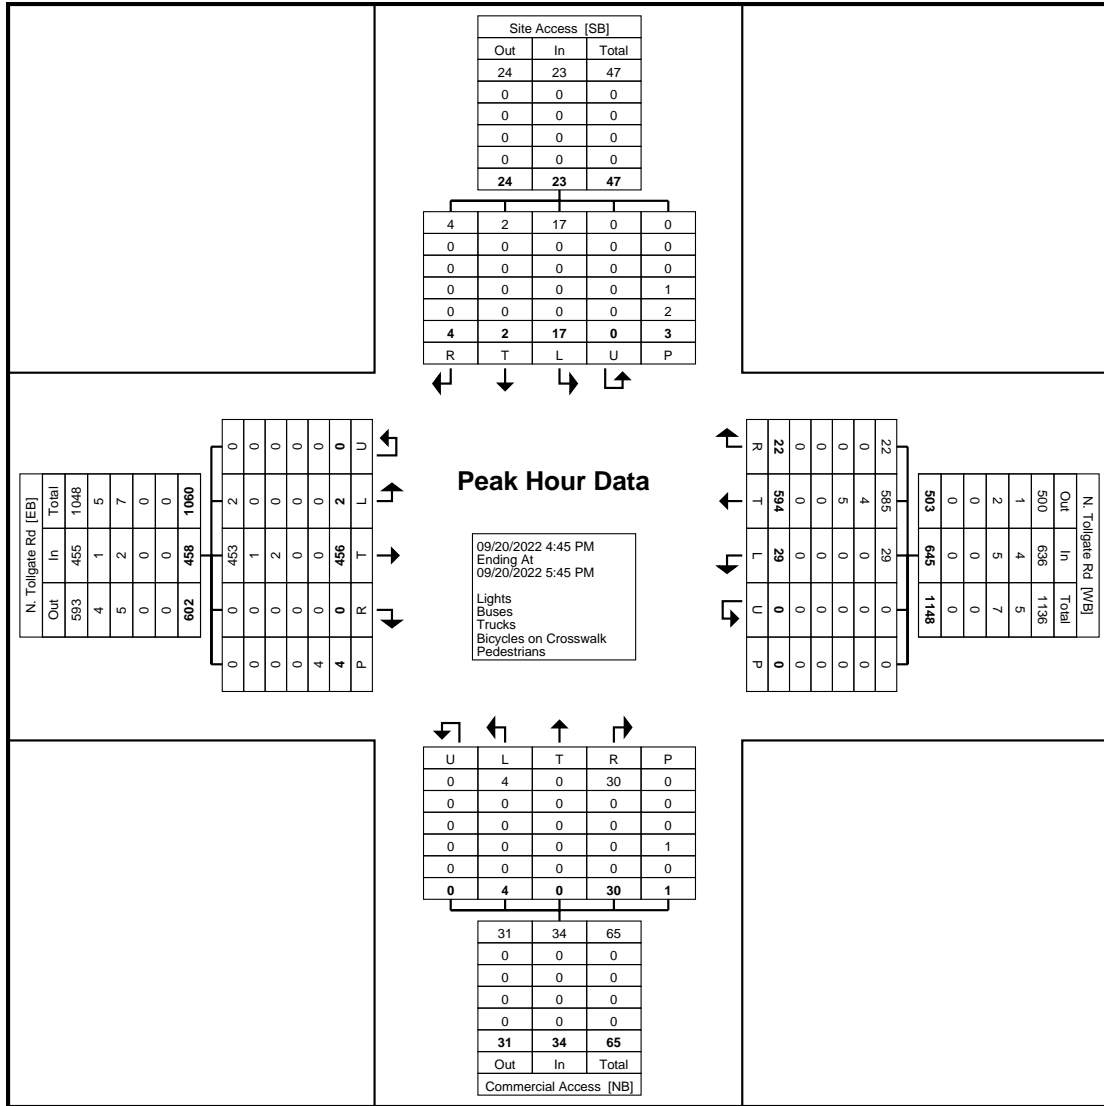 Site Access [SB]
Out In Total
24 23 47
0 0 0
0 0 0
0 0 0
0 0 0
24 23 47
4 2 17 0 0
0 0 0 0 0
0 0 0 0 0
0 0 0 0 1
0 0 0 0 2
4 2 17 0 3
R T L U P
N. Tollgate Rd [EB]
Total In Out
1048 455 593
5 1 4
7 2 5
0 0 0
0 0 0
1060 458 602
0 2 453 0 0
0 0 1 0 0
0 0 2 0 0
0 0 0 0 0
0 0 0 0 4
0 2 456 0 4
U L T R P
Peak Hour Data
09/20/2022 4:45 PM
Ending At
09/20/2022 5:45 PM
Lights
Buses
Trucks
Bicycles on Crosswalk
Pedestrians
R T L U P
22 594 29 0 0
0 0 0 0 0
0 0 0 0 0
0 5 0 0 0
0 4 0 0 0
22 585 29 0 0
N. Tollgate Rd [WB]
Out In Total
500 636 1136
1 4 5
2 5 7
0 0 0
0 0 0
503 645 1148
U L T R P
0 4 0 30 0
0 0 0 0 0
0 0 0 0 0
0 0 0 0 1
0 0 0 0 0
0 4 0 30 1
31 34 65
0 0 0
0 0 0
0 0 0
0 0 0
31 34 65
Out In Total
Commercial Access [NB]